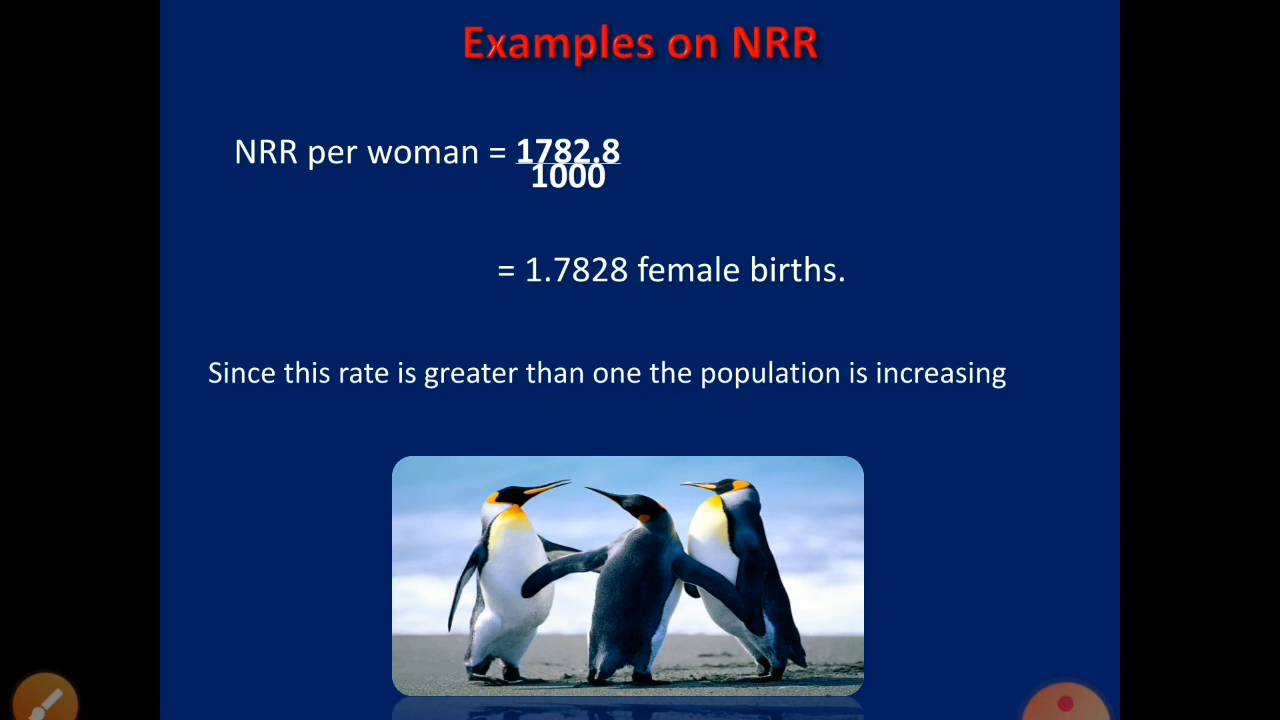 Examples on NRR
NRR per woman = 1782.8
1000
= 1.7828 female births.
Since this rate is greater than one the population is increasing